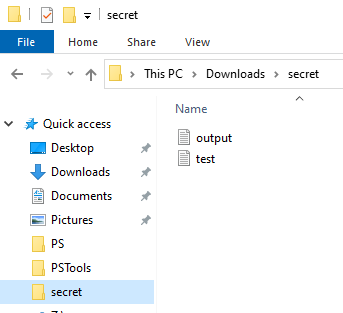 secret
File Home Share View
This PC Downloads secret
Name
Quick access
output
Desktop
test
Downloads
Documents
Pictures
PS
PSTools
secret